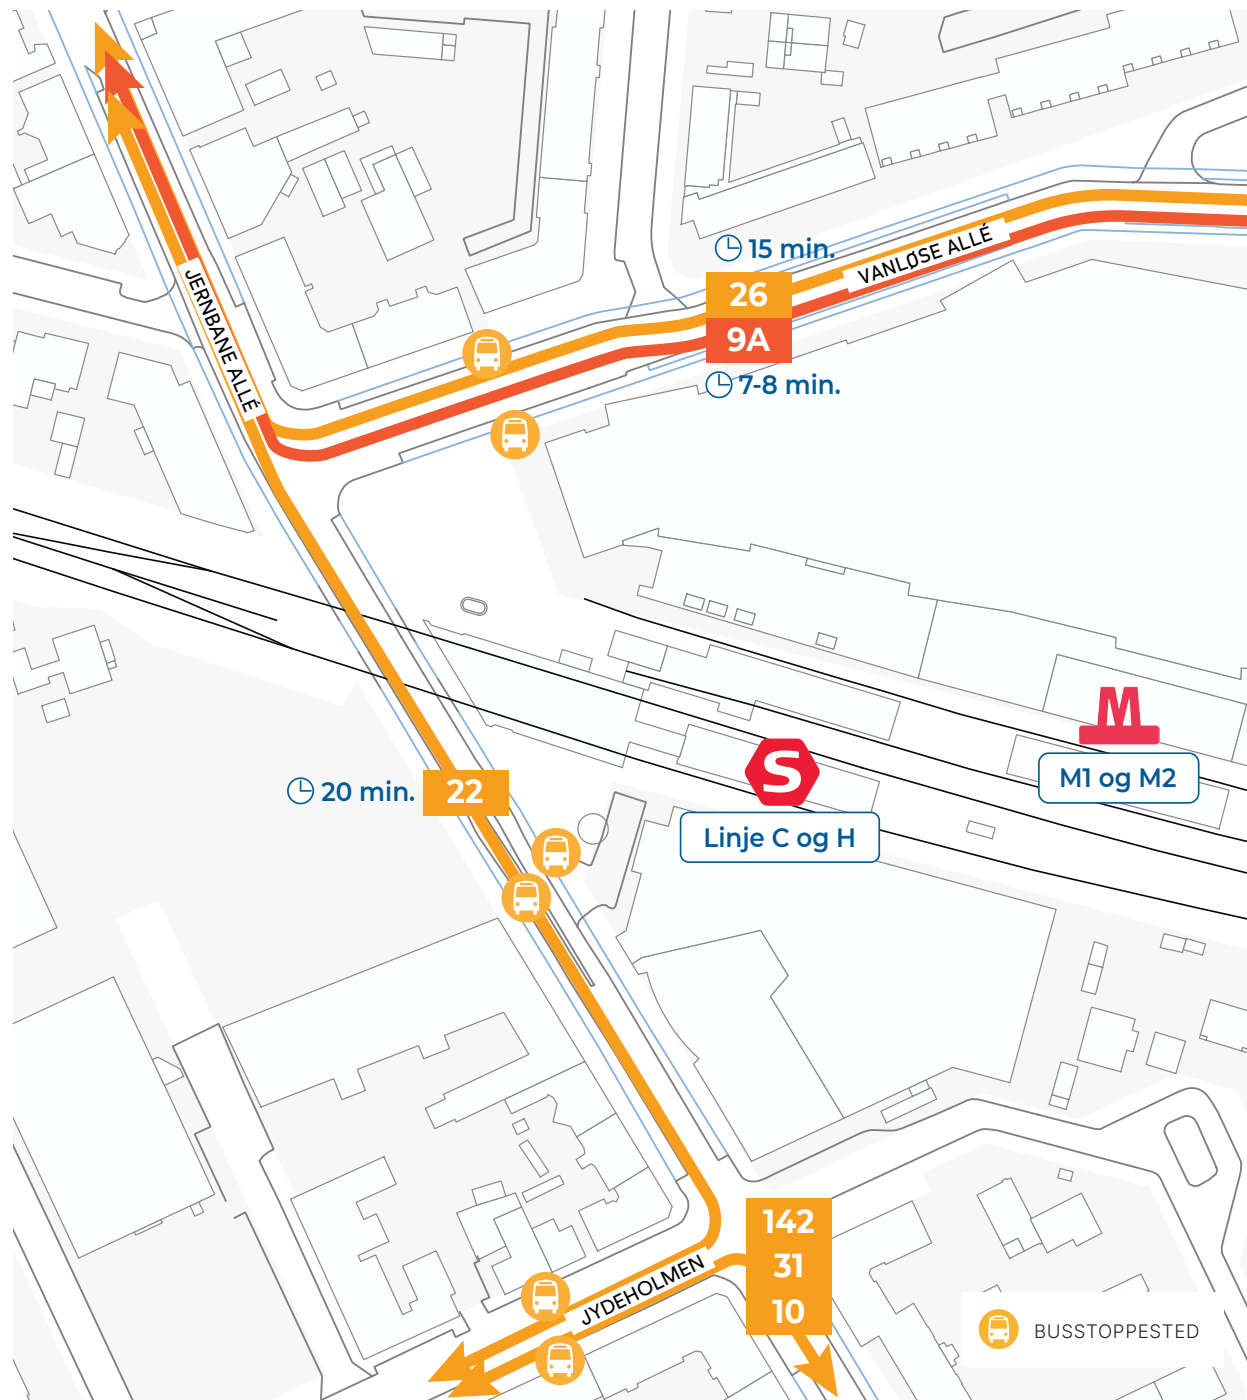 15 min.
VANLØSE ALLÉ
26
9A
7-8 min.
JERNBANE ALLÉ
M
M1 og M2
S
Linje C og H
20 min.
22
142
31
10
JYDEHOLMEN
BUSSTOPPESTED